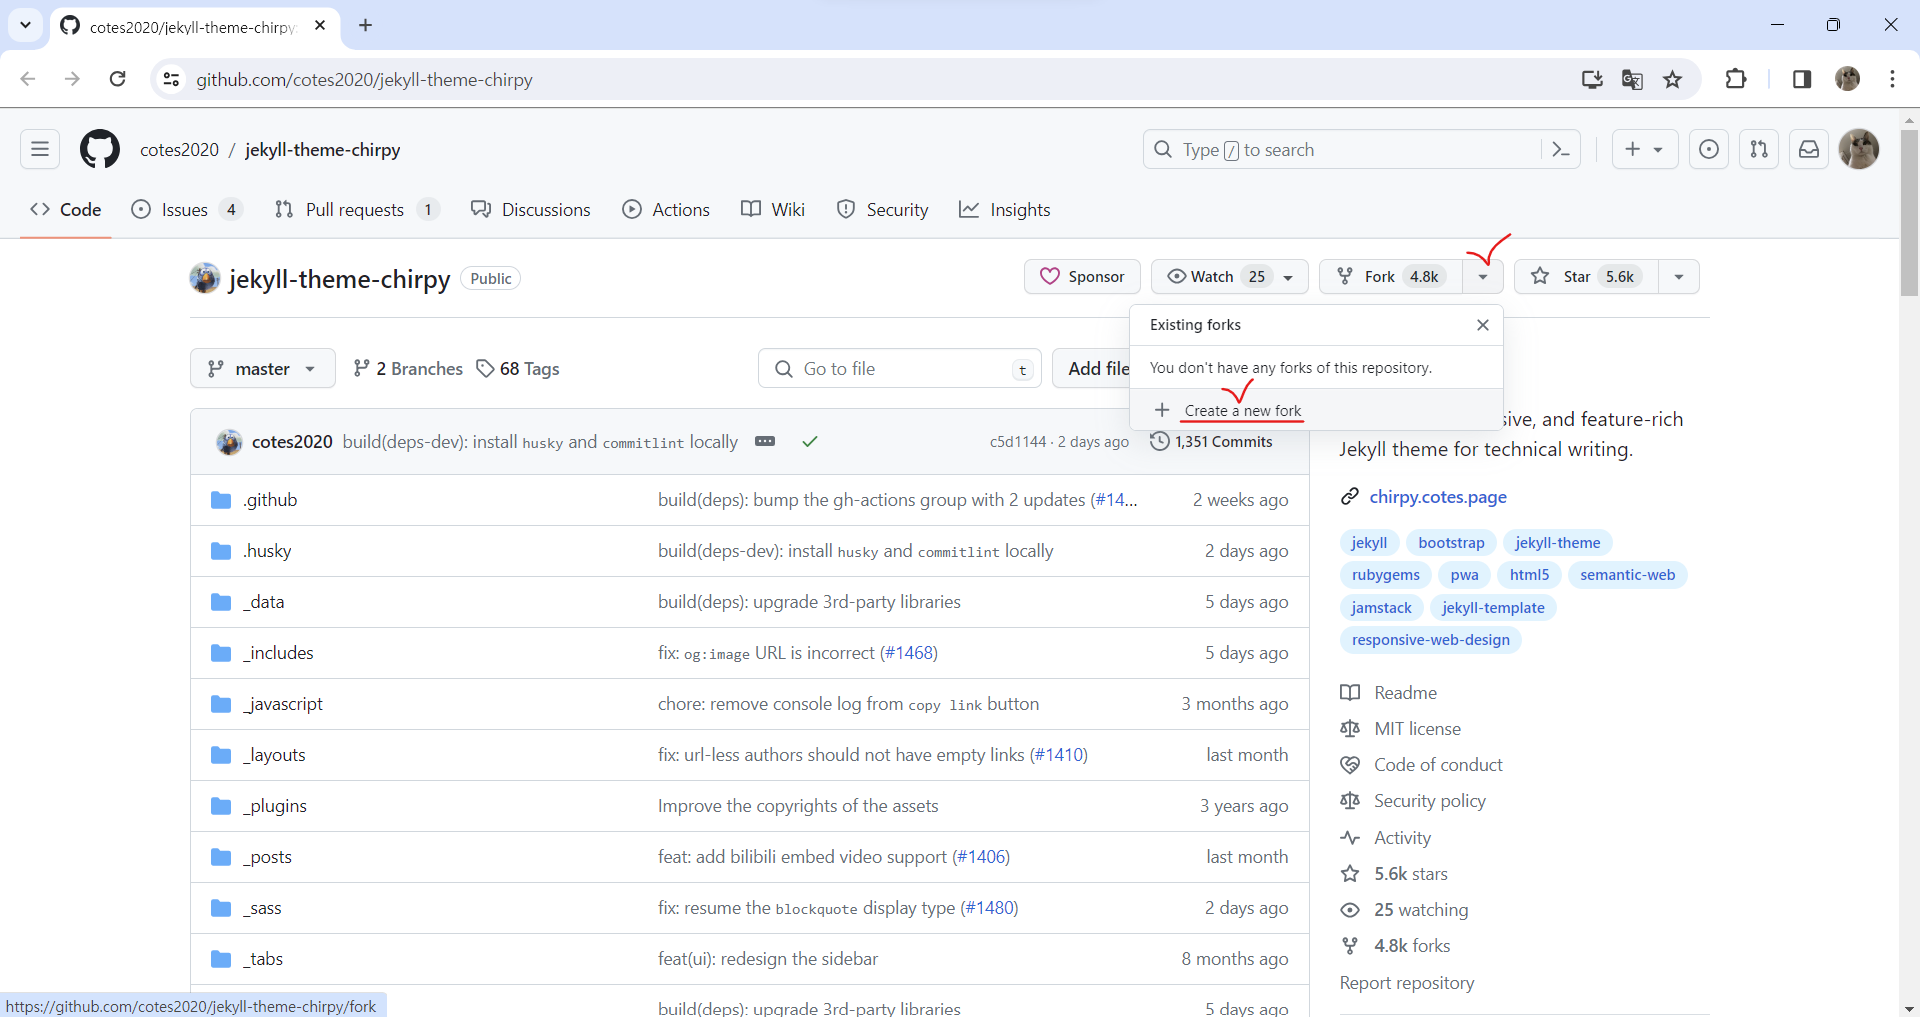 cotes2020/jekyll-theme-chirpy:
github.com/cotes2020/jekyll-theme-chirpy
cotes2020 / jekyll-theme-chirpy
Type / to search
Code
Issues 4
Pull requests 1
Discussions
Actions
Wiki
Security
Insights
jekyll-theme-chirpy Public
Sponsor
Watch 25
Fork 4.8k
Star 5.6k
Existing forks
You don't have any forks of this repository.
Create a new fork
master
2 Branches
68 Tags
Go to file t
Add file
cotes2020 build(deps-dev): install husky and commitlint locally
c5d1144 · 2 days ago
1,351 Commits
.github build(deps): bump the gh-actions group with 2 updates (#14... 2 weeks ago
.husky build(deps-dev): install husky and commitlint locally 2 days ago
_data build(deps): upgrade 3rd-party libraries 5 days ago
_includes fix: og:image URL is incorrect (#1468) 5 days ago
_javascript chore: remove console log from copy link button 3 months ago
_layouts fix: url-less authors should not have empty links (#1410) last month
_plugins Improve the copyrights of the assets 3 years ago
_posts feat: add bilibili embed video support (#1406) last month
_sass fix: resume the blockquote display type (#1480) 2 days ago
_tabs feat(ui): redesign the sidebar 8 months ago
build(deps): upgrade 3rd-party libraries 5 days ago
sive, and feature-rich
Jekyll theme for technical writing.
chirpy.cotes.page
jekyll bootstrap jekyll-theme
rubygems pwa html5 semantic-web
jamstack jekyll-template
responsive-web-design
Readme
MIT license
Code of conduct
Security policy
Activity
5.6k stars
25 watching
4.8k forks
Report repository
https://github.com/cotes2020/jekyll-theme-chirpy/fork